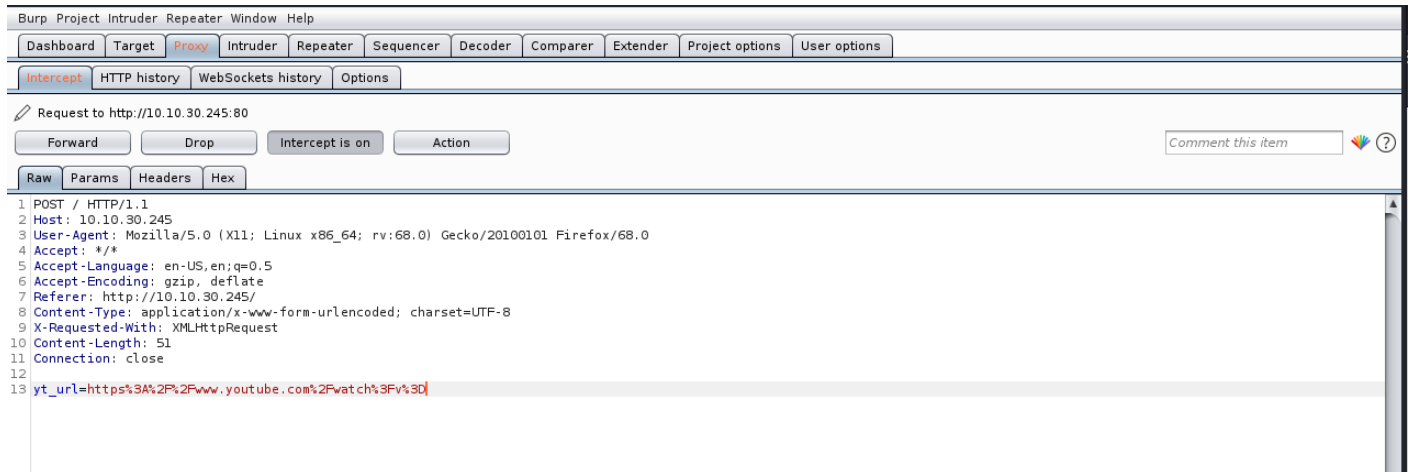 Burp Project Intruder Repeater Window Help
Dashboard Target Proxy Intruder Repeater Sequencer Decoder Comparer Extender Project options User options
Intercept HTTP history WebSockets history Options
Request to http://10.10.30.245:80
Forward Drop Intercept is on Action Comment this item ?
Raw Params Headers Hex
1 POST / HTTP/1.1
2 Host: 10.10.30.245
3 User-Agent: Mozilla/5.0 (X11; Linux x86_64; rv:68.0) Gecko/20100101 Firefox/68.0
4 Accept: */*
5 Accept-Language: en-US,en;q=0.5
6 Accept-Encoding: gzip, deflate
7 Referer: http://10.10.30.245/
8 Content-Type: application/x-www-form-urlencoded; charset=UTF-8
9 X-Requested-With: XMLHttpRequest
10 Content-Length: 51
11 Connection: close
12
13 yt_url=https%3A%2F%2Fwww.youtube.com%2Fwatch%3Fv%3D